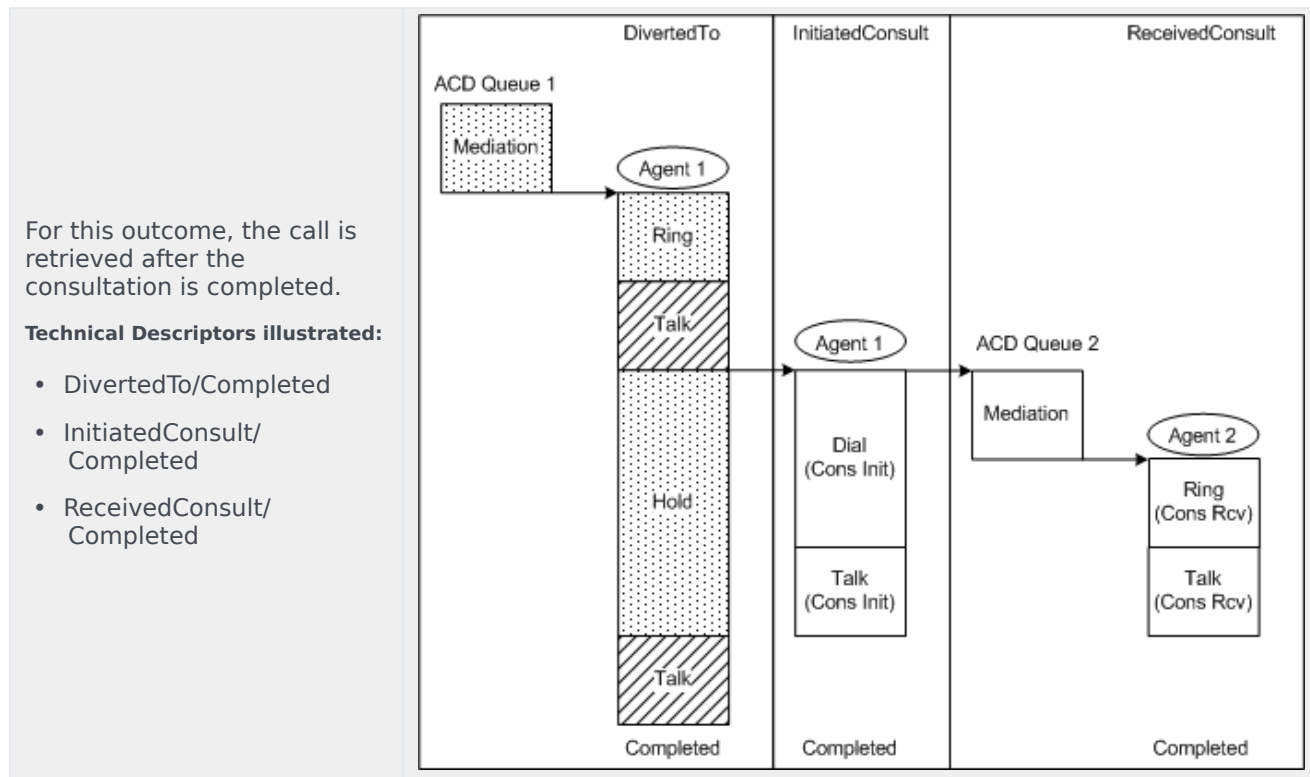 For this outcome, the call is
retrieved after the
consultation is completed.
Technical Descriptors illustrated:
• DivertedTo/Completed
• InitiatedConsult/
Completed
• ReceivedConsult/
Completed
DivertedTo
InitiatedConsult
ReceivedConsult
ACD Queue 1
Mediation
Agent 1
Ring
Talk
Hold
Talk
Completed
Agent 1
Dial
(Cons Init)
Talk
(Cons Init)
Completed
ACD Queue 2
Mediation
Agent 2
Ring
(Cons Rcv)
Talk
(Cons Rcv)
Completed